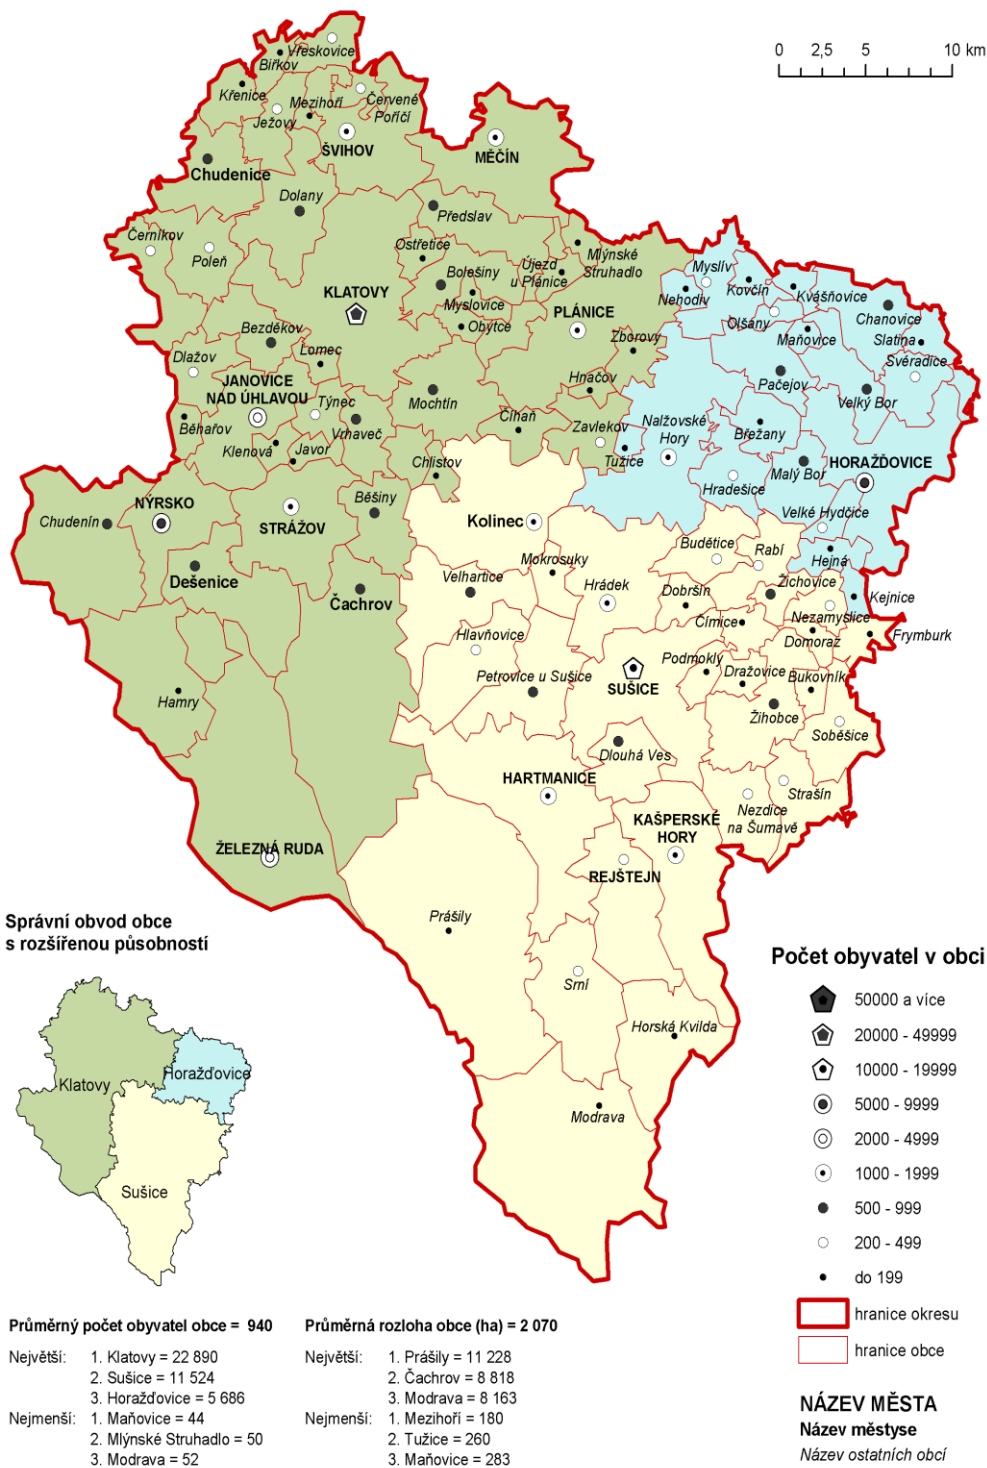 0 2,5 5 10 km
Vřeskovice
Biřkov
Křenice
Mezihoří
Červené
Poříčí
Ježovy
ŠVIHOV
MĚČÍN
Chudenice
Dolany
Předslav
Černíkov
Poleň
Ostřetice
Mlýnské
Struhadlo
Újezd
u Plánice
Bolešiny
Myslovice
Myslív
Nehodív
Kovčín
Kvášňovice
Olšany
Chanovice
Maňovice
Slatina
Svéradice
KLATOVY
Obytce
PLÁNICE
Zborovy
Bezděkov
Lomec
Dlažov
JANOVICE
NAD ÚHLAVOU
Týnec
Mochtín
Hnačov
Pačejov
Velký Bor
Běhařov
Vrhaveč
Číhaň
Zavlekov
Nalžovské
Hory
Břežany
Klenová
Javor
Chlistov
Tužice
Malý Bor
HORAŽĎOVICE
Hradešice
NÝRSKO
Chudenín
STRÁŽOV
Běšiny
Kolinec
Velké Hydčice
Budětice
Rabí
Hejná
Dešenice
Čachrov
Velhartice
Mokrosuky
Hrádek
Dobršín
Žichovice
Kejnice
Nezamyslice
Čímice
Domoraz
Frymburk
Hlavňovice
Petrovice u Sušice
SUŠICE
Podmokly
Dražovice
Bukovník
Hamry
Žihobce
Soběšice
Dlouhá Ves
HARTMANICE
Strašín
Nezdice
na Šumavě
KAŠPERSKÉ
HORY
ŽELEZNÁ RUDA
REJŠTEJN
Prášily
Srní
Horská Kvilda
Modrava
Správní obvod obce
s rozšířenou působností
Klatovy
Horažďovice
Sušice
Počet obyvatel v obci
50000 a více
20000 - 49999
10000 - 19999
5000 - 9999
2000 - 4999
1000 - 1999
500 - 999
200 - 499
do 199
hranice okresu
hranice obce
NÁZEV MĚSTA
Název městyse
Název ostatních obcí
Průměrný počet obyvatel obce = 940
Největší: 1. Klatovy = 22 890
2. Sušice = 11 524
3. Horažďovice = 5 686
Nejmenší: 1. Maňovice = 44
2. Mlýnské Struhadlo = 50
3. Modrava = 52
Průměrná rozloha obce (ha) = 2 070
Největší: 1. Prášily = 11 228
2. Čachrov = 8 818
3. Modrava = 8 163
Nejmenší: 1. Mezihoří = 180
2. Tužice = 260
3. Maňovice = 283